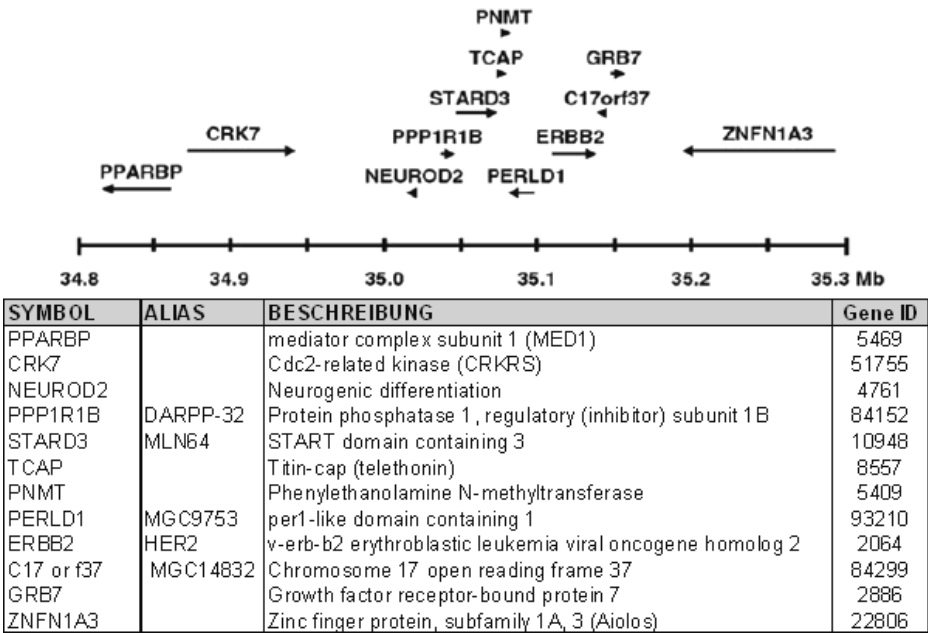 PNMT
TCAP GRB7
STARD3 C17orf37
CRK7 PPP1R1B ERBB2 ZNFN1A3
PPARBP NEUROD2 PERLD1
34.8 34.9 35.0 35.1 35.2 35.3 Mb
SYMBOL ALIAS BESCHREIBUNG Gene ID
PPARBP mediator complex subunit 1 (MED1) 5469
CRK7 Cdc2-related kinase (CRKRS) 51755
NEUROD2 Neurogenic differentiation 4761
PPP1R1B DARPP-32 Protein phosphatase 1, regulatory (inhibitor) subunit 1B 84152
STARD3 MLN64 START domain containing 3 10948
TCAP Titin-cap (telethonin) 8557
PNMT Phenylethanolamine N-methyltransferase 5409
PERLD1 MGC9753 per1-like domain containing 1 93210
ERBB2 HER2 v-erb-b2 erythroblastic leukemia viral oncogene homolog 2 2064
C17 or f37 MGC14832 Chromosome 17 open reading frame 37 84299
GRB7 Growth factor receptor-bound protein 7 2886
ZNFN1A3 Zinc finger protein, subfamily 1A, 3 (Aiolos) 22806